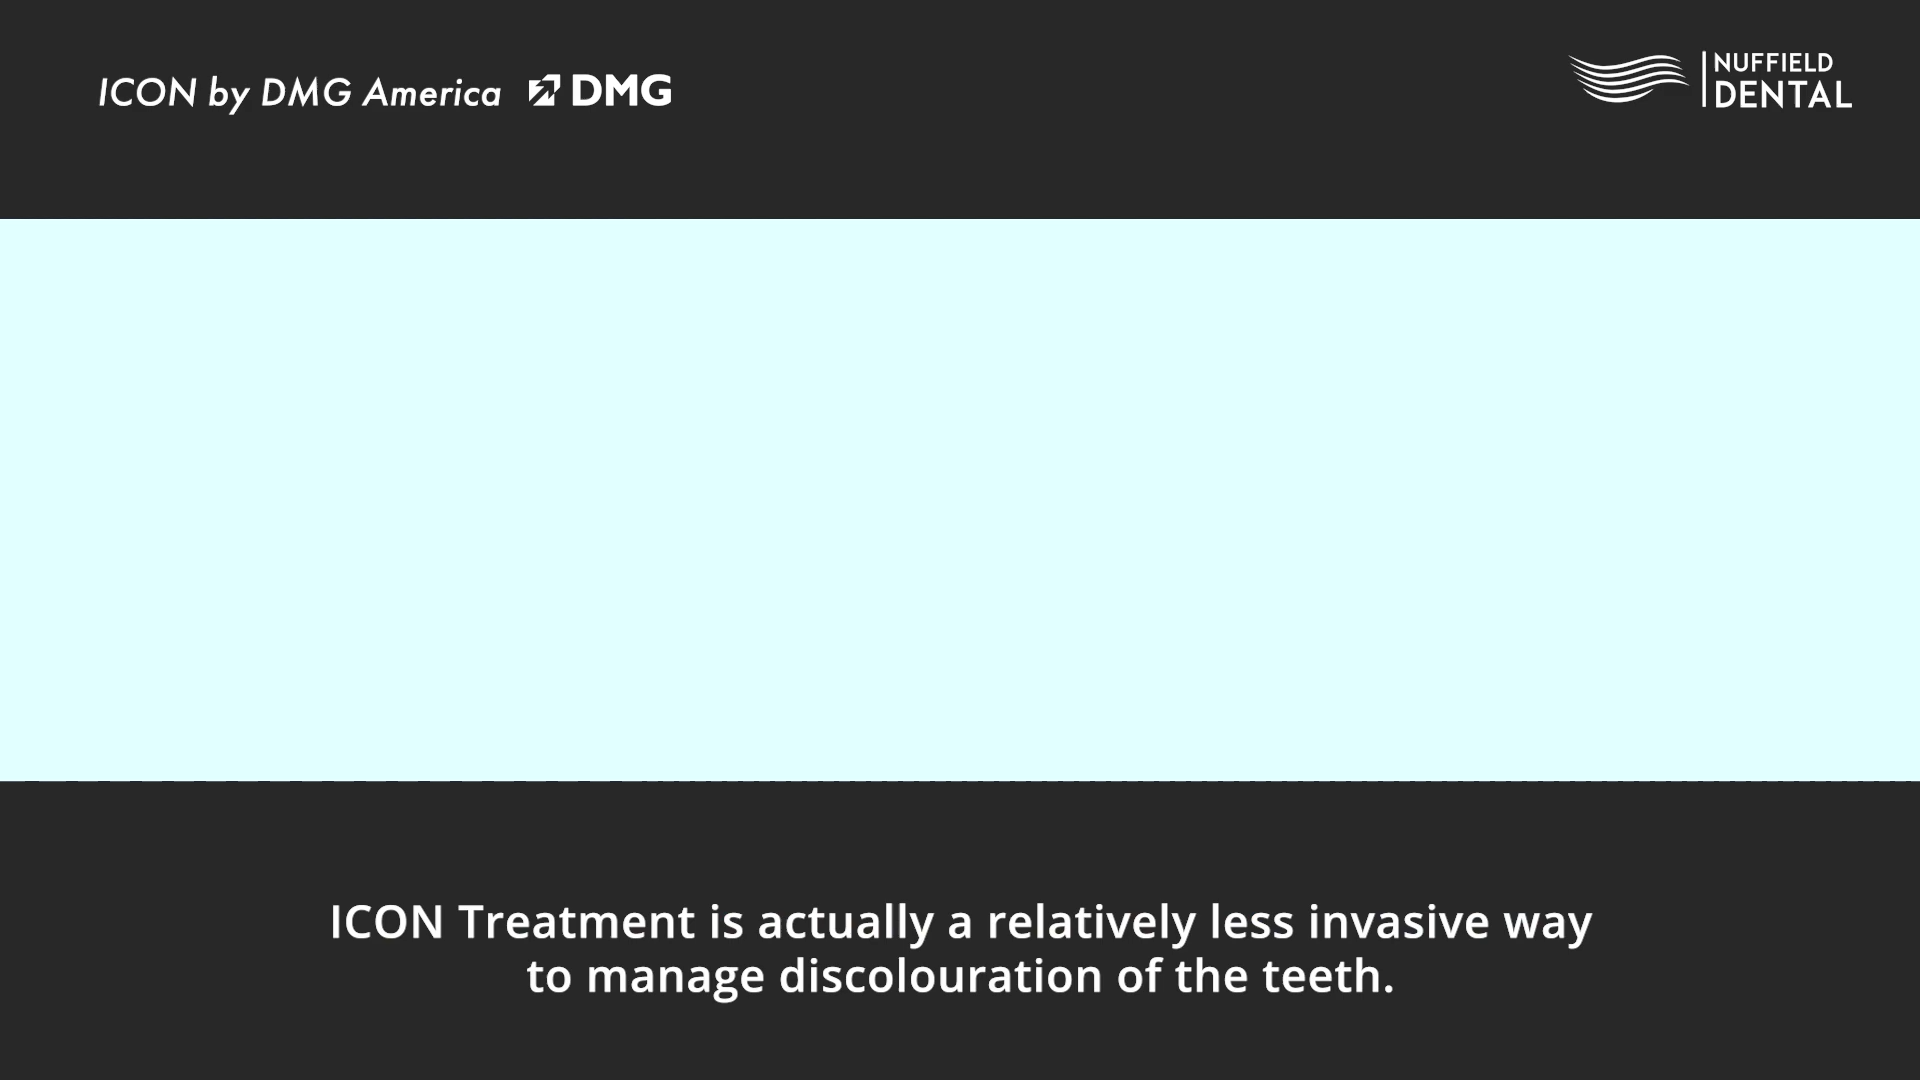 ICON by DMG America DMG
NUFFIELD
DENTAL
ICON Treatment is actually a relatively less invasive way
to manage discolouration of the teeth.